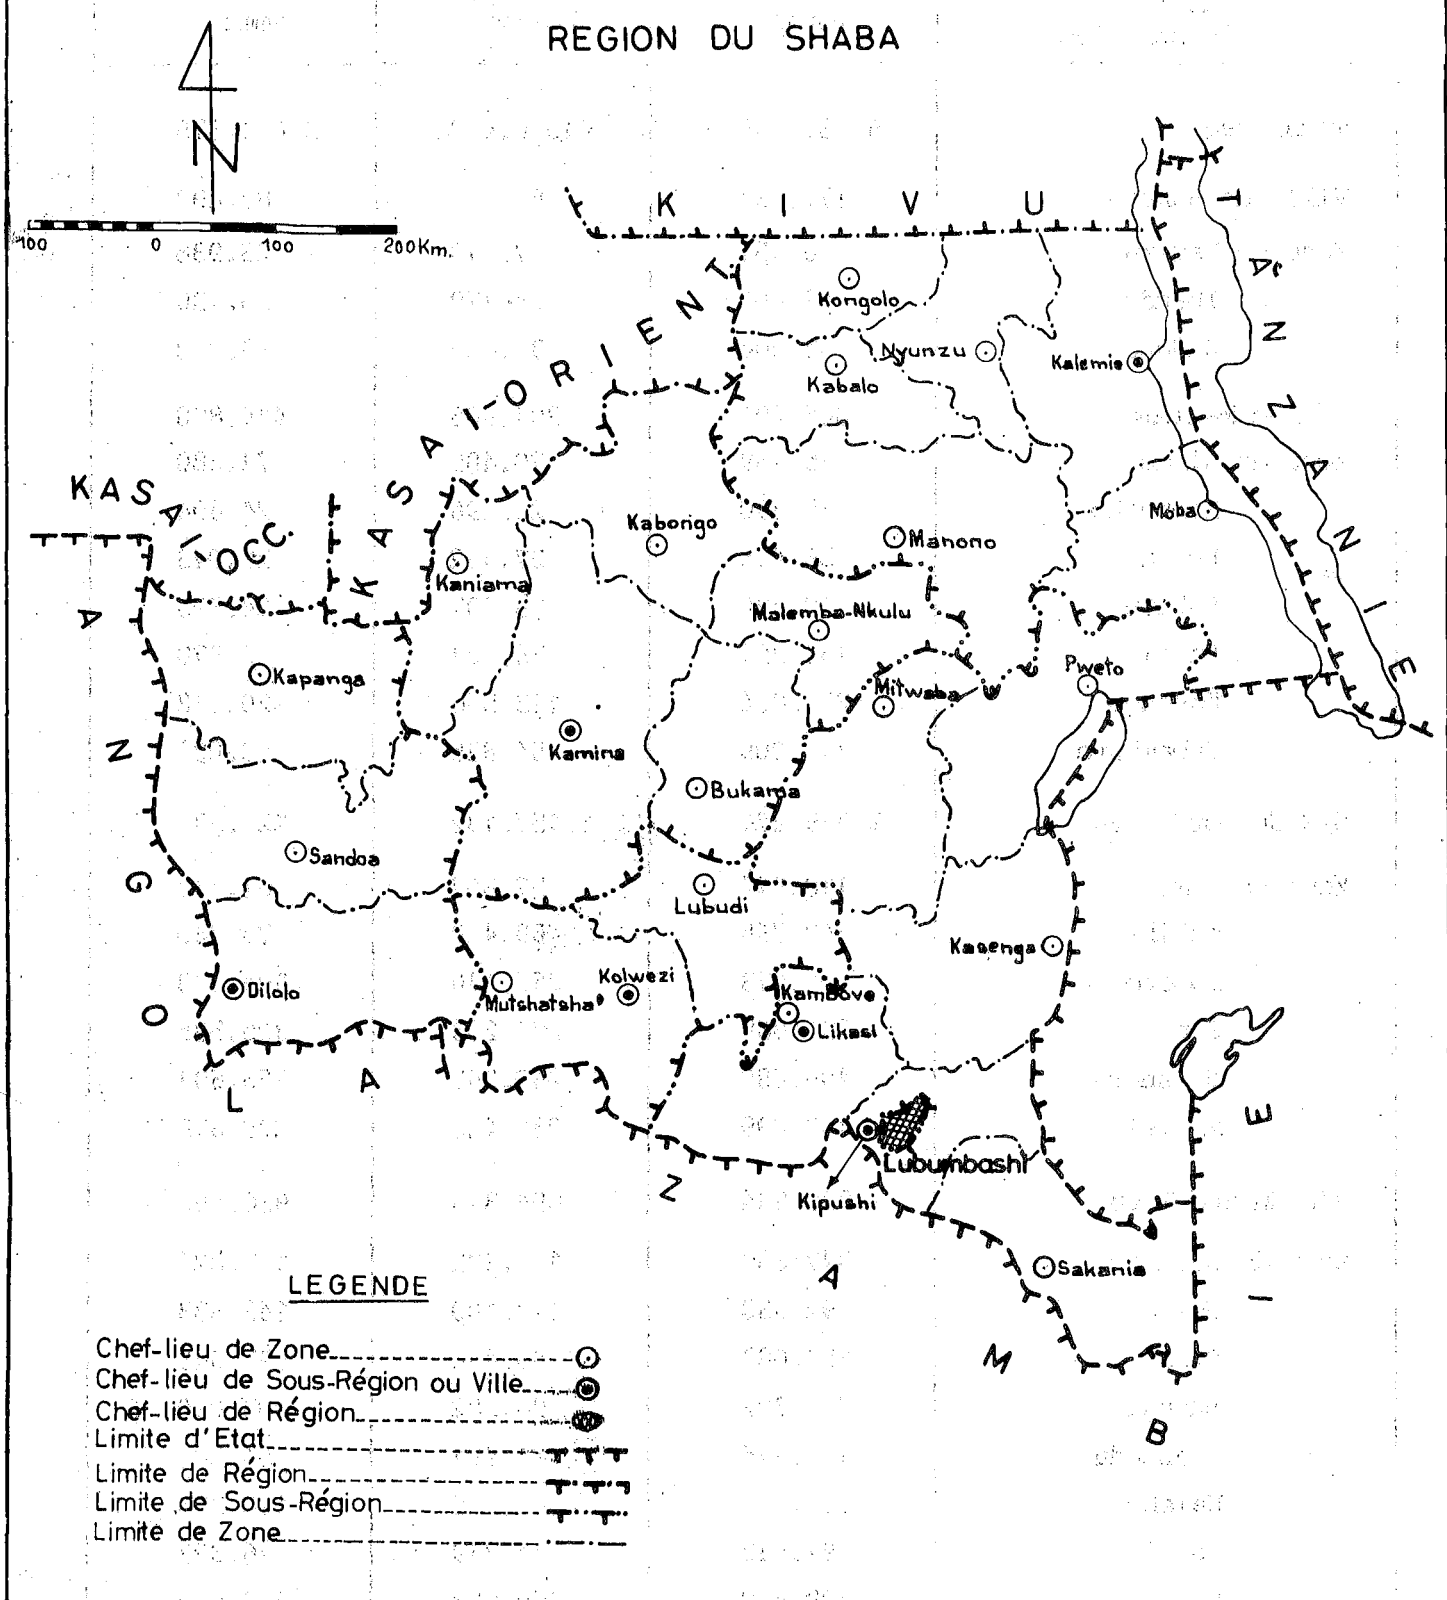 REGION DU SHABA
N
100 0 100 200Km.
KIVU
TANZANIE
KASAI-ORIENT
KASAI-OCC.
ANGOLA
ZAMBIE
Kongolo
Nyunzu
Kalemie
Kabalo
Moba
Kabongo
Manono
Kaniama
Malemba-Nkulu
Kapanga
Pweto
Mitwaba
Kamina
Bukama
Sandoa
Lubudi
Kasenga
Dilolo
Mutshatsha
Kolwezi
Kambove
Likasi
Lubumbashi
Kipushi
Sakania
LEGENDE
Chef-lieu de Zone
Chef-lieu de Sous-Région ou Ville
Chef-lieu de Région
Limite d'Etat
Limite de Région
Limite de Sous-Région
Limite de Zone